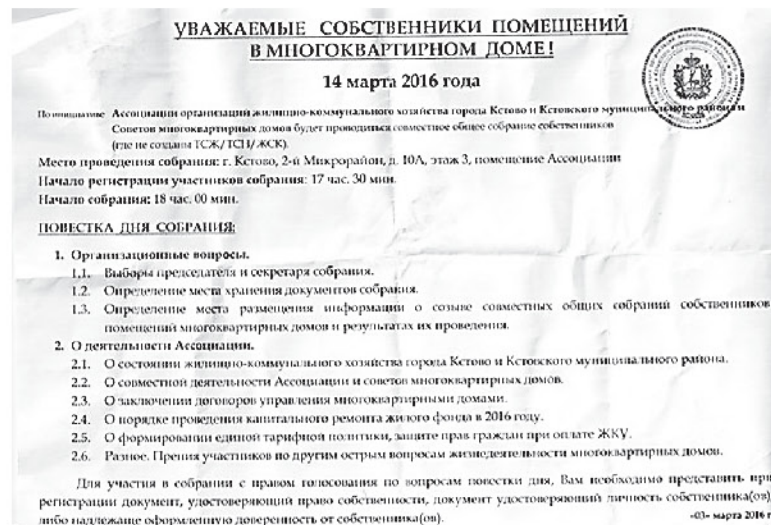 УВАЖАЕМЫЕ СОБСТВЕННИКИ ПОМЕЩЕНИЙ
В МНОГОКВАРТИРНОМ ДОМЕ!
14 марта 2016 года
По инициативе Ассоциации организаций жилищно-коммунального хозяйства города Кстово и Кстовского муниципального района и
Советов многоквартирных домов будет проводиться совместное общее собрание собственников
(где не созданы ТСЖ/ТСН/ЖСК).
Место проведения собрания: г. Кстово, 2-й Микрорайон, д. 10А, этаж 3, помещение Ассоциации
Начало регистрации участников собрания: 17 час. 30 мин.
Начало собрания: 18 час. 00 мин.
ПОВЕСТКА ДНЯ СОБРАНИЯ:
1. Организационные вопросы.
1.1. Выборы председателя и секретаря собрания.
1.2. Определение места хранения документов собрания.
1.3. Определение места размещения информации о созыве совместных общих собраний собственников
помещений многоквартирных домов и результатах их проведения.
2. О деятельности Ассоциации.
2.1. О состоянии жилищно-коммунального хозяйства города Кстово и Кстовского муниципального района.
2.2. О совместной деятельности Ассоциации и советов многоквартирных домов.
2.3. О заключении договоров управления многоквартирными домами.
2.4. О порядке проведения капитального ремонта жилого фонда в 2016 году.
2.5. О формировании единой тарифной политики, защите прав граждан при оплате ЖКУ.
2.6. Разное. Прения участников по другим острым вопросам жизнедеятельности многоквартирных домов.
Для участия в собрании с правом голосования по вопросам повестки дня, Вам необходимо представить при
регистрации документ, удостоверяющий право собственности, документ удостоверяющий личность собственника(ов)
либо надлежаще оформленную доверенность от собственника(ов).
«03» марта 2016 г